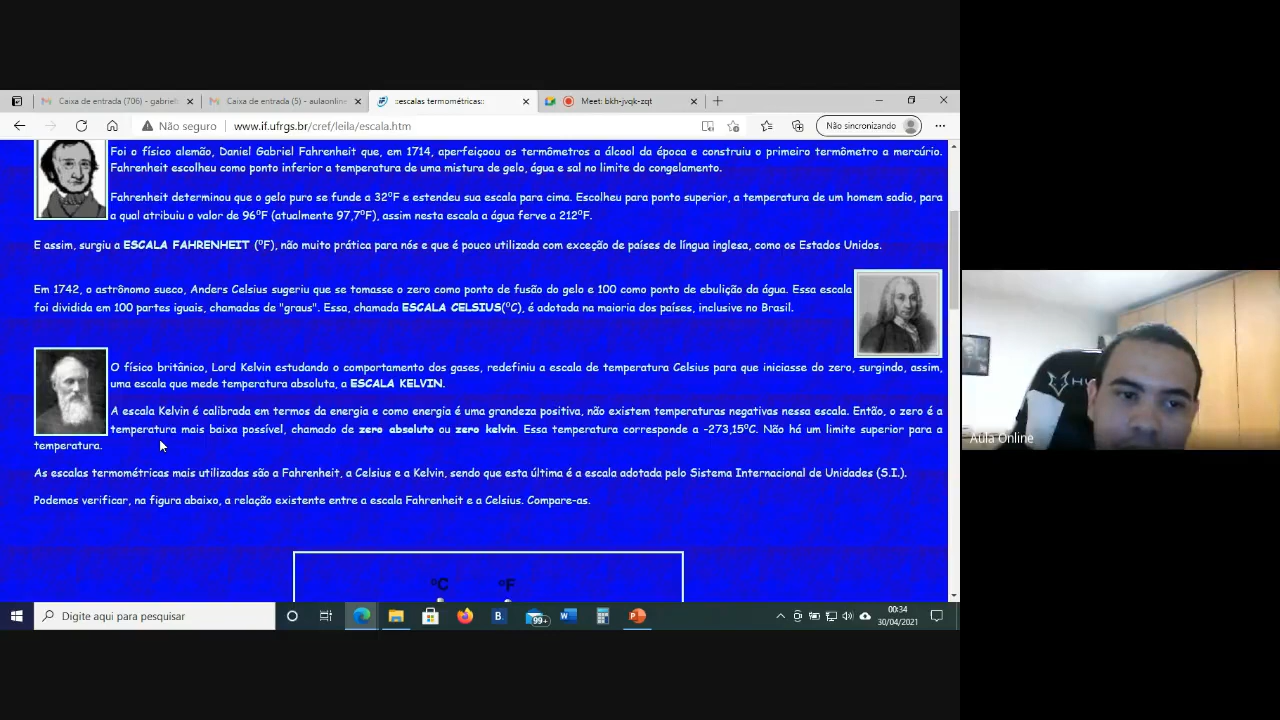 Caixa de entrada (706) - gabriel
Caixa de entrada (5) - aulaonline
::escalas termométricas::
Meet: bkh-jvqk-zqt
Não seguro
www.if.ufrgs.br/cref/leila/escala.htm
Não sincronizando
Foi o físico alemão, Daniel Gabriel Fahrenheit que, em 1714, aperfeiçoou os termômetros a álcool da época e construiu o primeiro termômetro a mercúrio.
Fahrenheit escolheu como ponto inferior a temperatura de uma mistura de gelo, água e sal no limite do congelamento.
Fahrenheit determinou que o gelo puro se funde a 32ºF e estendeu sua escala para cima. Escolheu para ponto superior, a temperatura de um homem sadio, para
a qual atribuiu o valor de 96ºF (atualmente 97,7ºF), assim nesta escala a água ferve a 212ºF.
E assim, surgiu a ESCALA FAHRENHEIT (ºF), não muito prática para nós e que é pouco utilizada com exceção de países de língua inglesa, como os Estados Unidos.
Em 1742, o astrônomo sueco, Anders Celsius sugeriu que se tomasse o zero como ponto de fusão do gelo e 100 como ponto de ebulição da água. Essa escala
foi dividida em 100 partes iguais, chamadas de "graus". Essa, chamada ESCALA CELSIUS(ºC), é adotada na maioria dos países, inclusive no Brasil.
O físico britânico, Lord Kelvin estudando o comportamento dos gases, redefiniu a escala de temperatura Celsius para que iniciasse do zero, surgindo, assim,
uma escala que mede temperatura absoluta, a ESCALA KELVIN.
A escala Kelvin é calibrada em termos da energia e como energia é uma grandeza positiva, não existem temperaturas negativas nessa escala. Então, o zero é a
temperatura mais baixa possível, chamado de zero absoluto ou zero kelvin. Essa temperatura corresponde a -273,15ºC. Não há um limite superior para a
temperatura.
As escalas termométricas mais utilizadas são a Fahrenheit, a Celsius e a Kelvin, sendo que esta última é a escala adotada pelo Sistema Internacional de Unidades (S.I.).
Podemos verificar, na figura abaixo, a relação existente entre a escala Fahrenheit e a Celsius. Compare-as.
ºC ºF
Aula Online
Digite aqui para pesquisar
B.
99+
00:34
30/04/2021